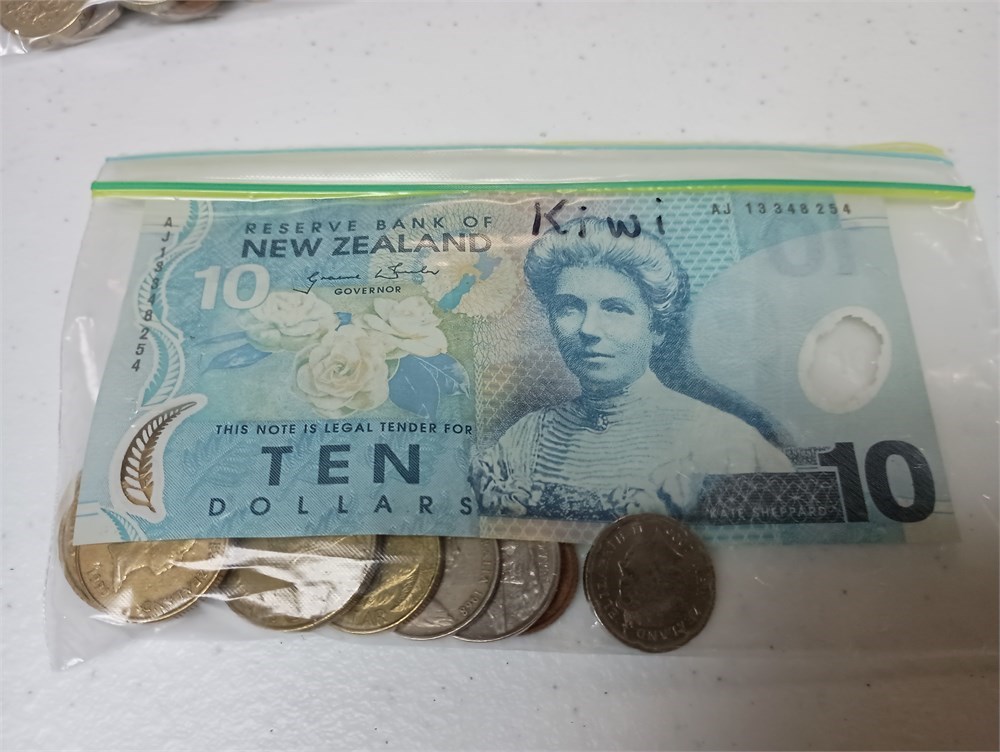 Kiwi
AJ 13348254
AJ13348254
RESERVE BANK OF
NEW ZEALAND
10
GOVERNOR
THIS NOTE IS LEGAL TENDER FOR
TEN
DOLLARS
KATE SHEPPARD
10